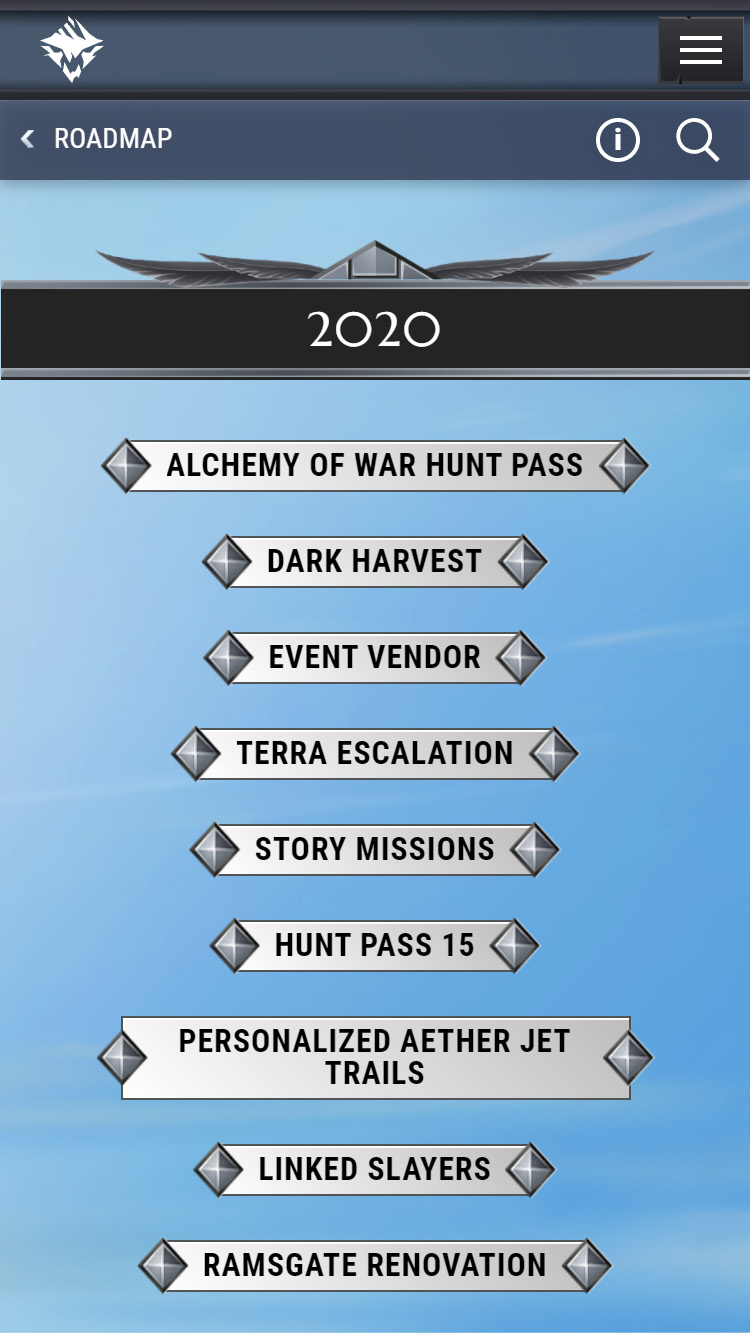 ROADMAP
2020
ALCHEMY OF WAR HUNT PASS
DARK HARVEST
EVENT VENDOR
TERRA ESCALATION
STORY MISSIONS
HUNT PASS 15
PERSONALIZED AETHER JET
TRAILS
LINKED SLAYERS
RAMSGATE RENOVATION